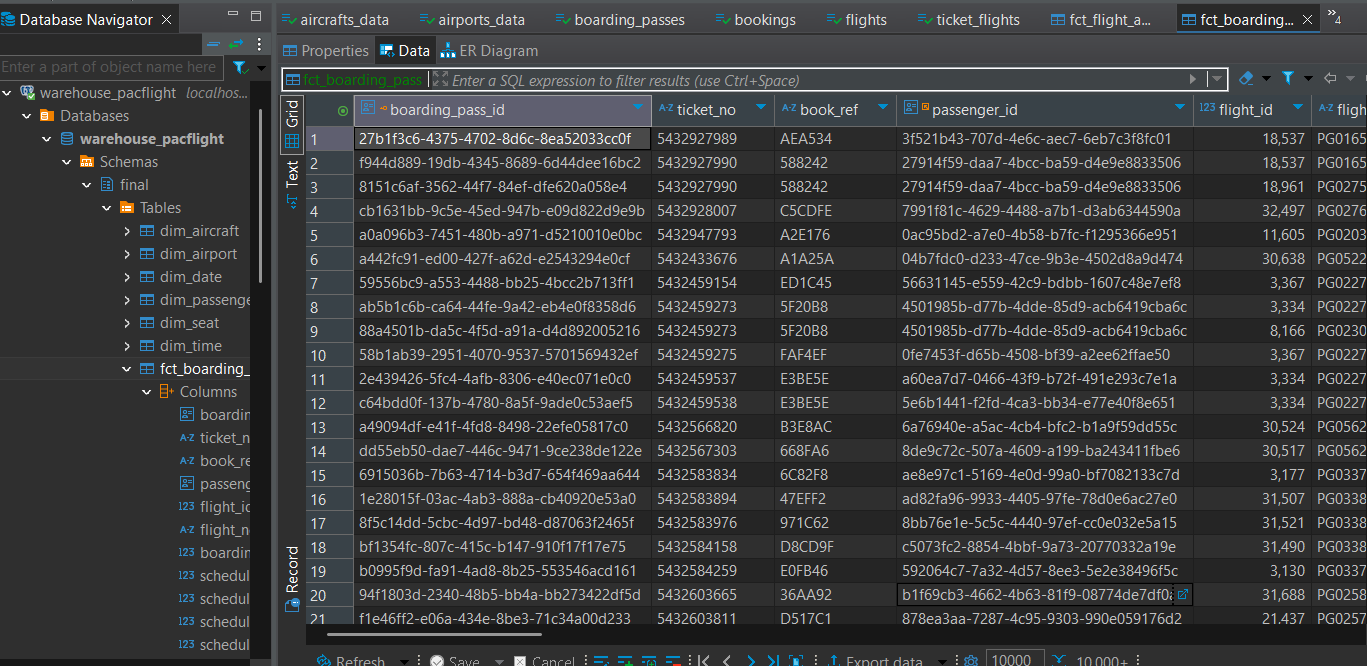 Database Navigator
Enter a part of object name here
warehouse_pacflight localhos...
Databases
warehouse_pacflight
Schemas
final
Tables
dim_aircraft
dim_airport
dim_date
dim_passenge
dim_seat
dim_time
fct_boarding_
Columns
boardin
ticket_n
book_re
passeng
flight_id
flight_no
boardin
schedul
schedul
schedul
schedul
aircrafts_data airports_data boarding_passes bookings flights ticket_flights fct_flight_a... fct_boarding... »4
Properties Data ER Diagram
fct_boarding_pass Enter a SQL expression to filter results (use Ctrl+Space)
Grid
Text
Record
boarding_pass_id A-Z ticket_no A-Z book_ref passenger_id 123 flight_id A-Z fligh
1 27b1f3c6-4375-4702-8d6c-8ea52033cc0f 5432927989 AEA534 3f521b43-707d-4e6c-aec7-6eb7c3f8fc01 18,537 PG0165
2 f944d889-19db-4345-8689-6d44dee16bc2 5432927990 588242 27914f59-daa7-4bcc-ba59-d4e9e8833506 18,537 PG0165
3 8151c6af-3562-44f7-84ef-dfe620a058e4 5432927990 588242 27914f59-daa7-4bcc-ba59-d4e9e8833506 18,961 PG0275
4 cb1631bb-9c5e-45ed-947b-e09d822d9e9b 5432928007 C5CDFE 7991f81c-4629-4488-a7b1-d3ab6344590a 32,497 PG0276
5 a0a096b3-7451-480b-a971-d5210010e0bc 5432947793 A2E176 0ac95bd2-a7e0-4b58-b7fc-f1295366e951 11,605 PG0203
6 a442fc91-ed00-427f-a62d-e2543294e0cf 5432433676 A1A25A 04b7fdc0-d233-47ce-9b3e-4502d8a9d474 30,638 PG0522
7 59556bc9-a553-4488-bb25-4bcc2b713ff1 5432459154 ED1C45 56631145-e559-42c9-bdbb-1607c48e7ef8 3,367 PG0227
8 ab5b1c6b-ca64-44fe-9a42-eb4e0f8358d6 5432459273 5F20B8 4501985b-d77b-4dde-85d9-acb6419cba6c 3,334 PG0227
9 88a4501b-da5c-4f5d-a91a-d4d892005216 5432459273 5F20B8 4501985b-d77b-4dde-85d9-acb6419cba6c 8,166 PG0230
10 58b1ab39-2951-4070-9537-5701569432ef 5432459275 FAF4EF 0fe7453f-d65b-4508-bf39-a2ee62ffae50 3,367 PG0227
11 2e439426-5fc4-4afb-8306-e40ec071e0c0 5432459537 E3BE5E a60ea7d7-0466-43f9-b72f-491e293c7e1a 3,334 PG0227
12 c64bdd0f-137b-4780-8a5f-9ade0c53aef5 5432459538 E3BE5E 5e6b1441-f2fd-4ca3-bb34-e77e40f8e651 3,334 PG0227
13 a49094df-e41f-4fd8-8498-22efe05817c0 5432566820 B3E8AC 6a76940e-a5ac-4cb4-bfc2-b1a9f59dd55c 30,524 PG0562
14 dd55eb50-dae7-446c-9471-9ce238de122e 5432567303 668FA6 8de9c72c-507a-4609-a199-ba243411fbe6 30,517 PG0562
15 6915036b-7b63-4714-b3d7-654f469aa644 5432583834 6C82F8 ae8e97c1-5169-4e0d-99a0-bf7082133c7d 3,177 PG0337
16 1e28015f-03ac-4ab3-888a-cb40920e53a0 5432583894 47EFF2 ad82fa96-9933-4405-97fe-78d0e6ac27e0 31,507 PG0338
17 8f5c14dd-5cbc-4d97-bd48-d87063f2465f 5432583976 971C62 8bb76e1e-5c5c-4440-97ef-cc0e032e5a15 31,521 PG0338
18 bf1354fc-807c-415c-b147-910f17f17e75 5432584158 D8CD9F c5073fc2-8854-4bbf-9a73-20770332a19e 31,490 PG0338
19 b0995f9d-fa91-4ad8-8b25-553546acd161 5432584259 E0FB46 592064c7-7a32-4d57-8ee3-5e2e38496f5c 3,130 PG0337
20 94f1803d-2340-48b5-bb4a-bb273422df5d 5432603665 36AA92 b1f69cb3-4662-4b63-81f9-08774de7df0a 31,688 PG0258
21 f1e46ff2-e06a-434e-8be3-71c34a00d233 5432603811 D517C1 878ea3aa-7287-4c95-9303-990e059176d2 21,437 PG0257
Refresh Save Cancel Export data 10000 10,000+